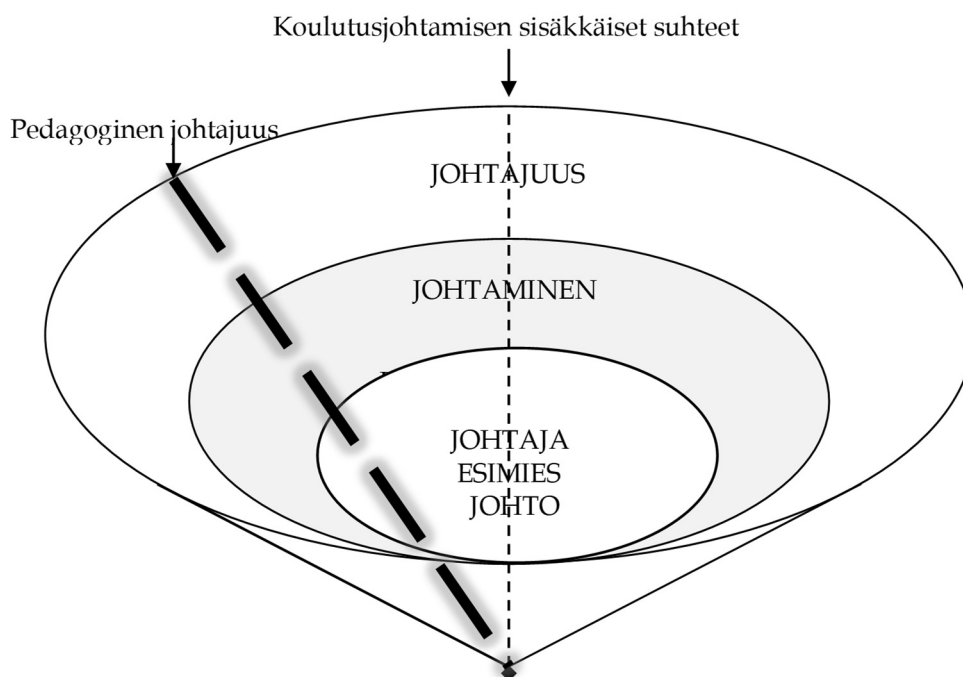 Koulutusjohtamisen sisäkkäiset suhteet
Pedagoginen johtajuus
JOHTAJUUS
JOHTAMINEN
JOHTAJA
ESIMIES
JOHTO